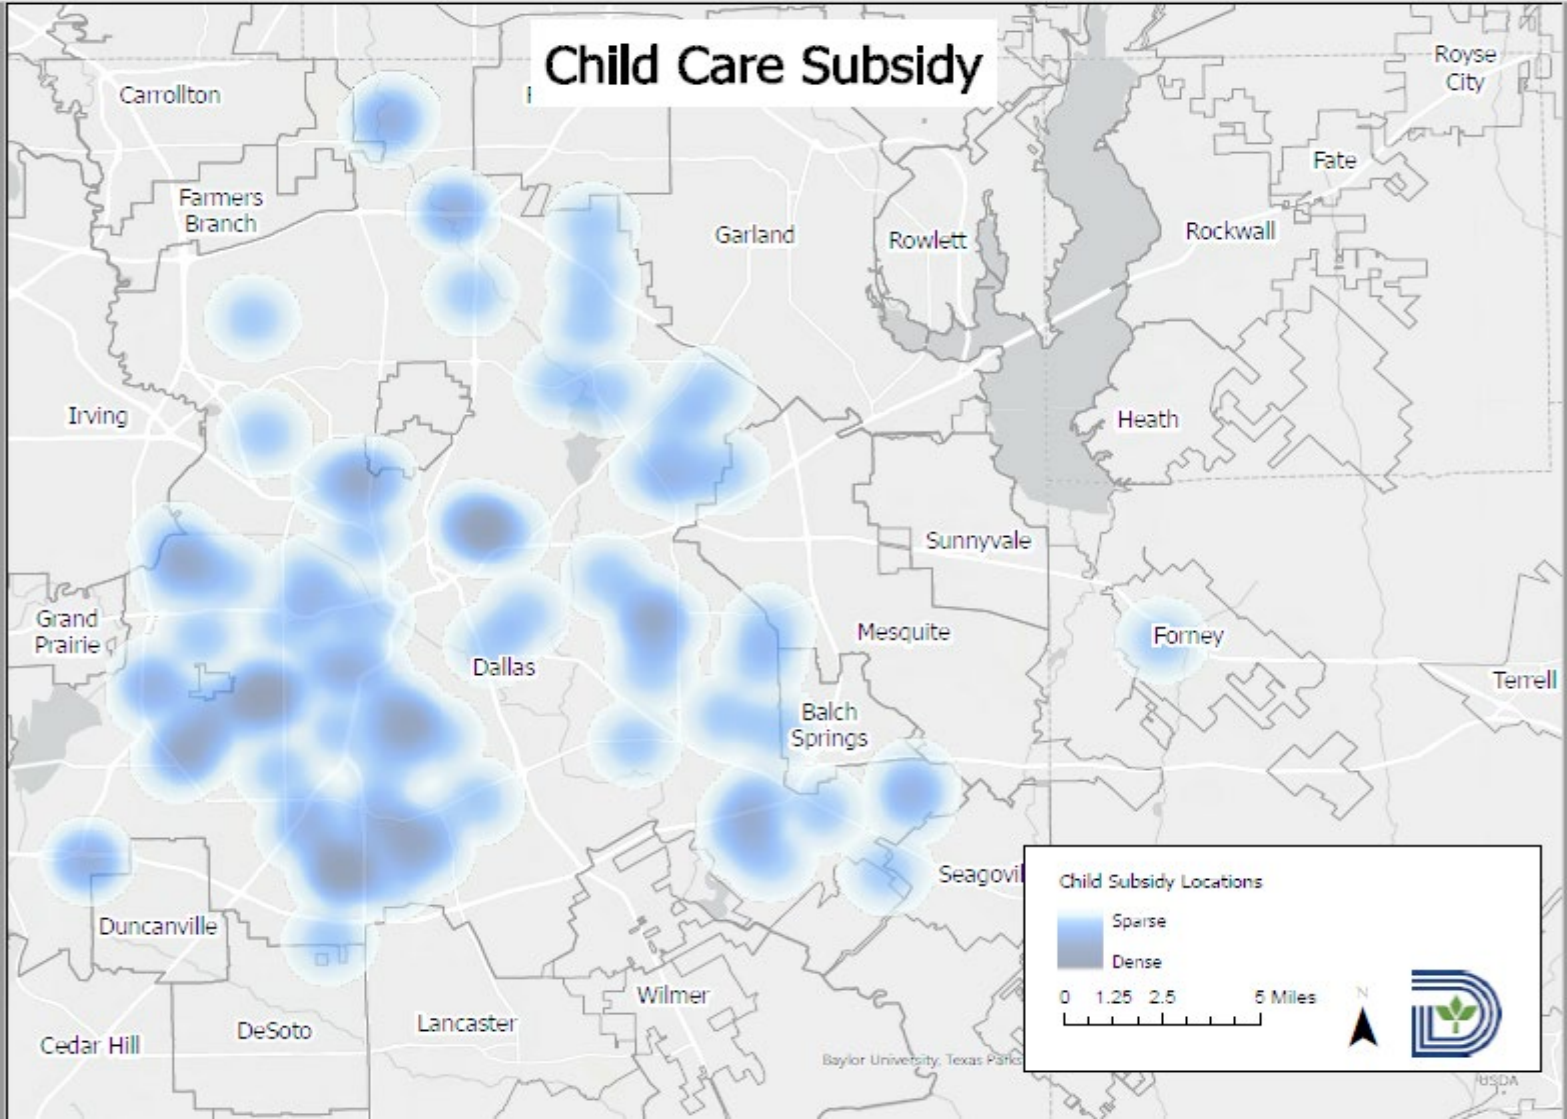 Child Care Subsidy
Royse
City
Carrollton
Fate
Farmers
Branch
Garland
Rowlett
Rockwall
Irving
Heath
Sunnyvale
Grand
Prairie
Mesquite
Forney
Dallas
Terrell
Balch
Springs
Seagovil
Child Subsidy Locations
Sparse
Dense
Duncanville
0 1.25 2.5 5 Miles
N
Wilmer
Lancaster
DeSoto
Cedar Hill
Baylor University, Texas Parks
USDA